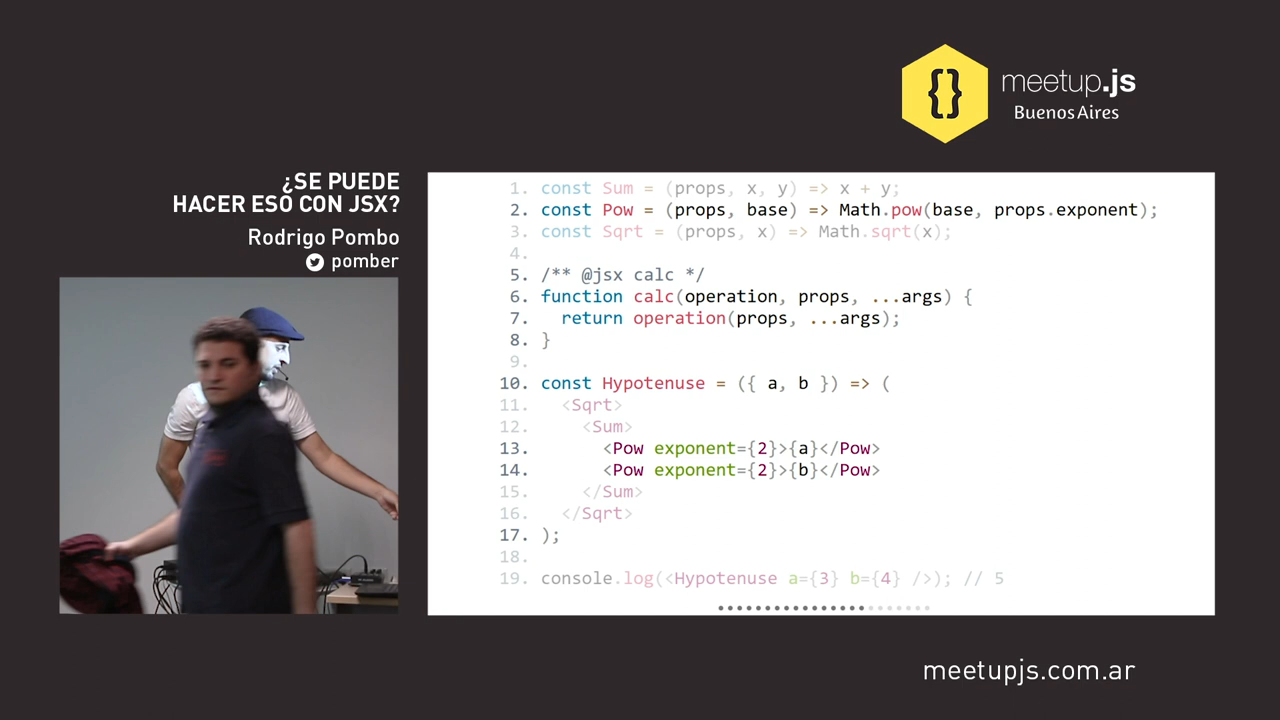 {}
meetup.js
Buenos Aires
¿SE PUEDE
HACER ESO CON JSX?
Rodrigo Pombo
pomber
1. const Sum = (props, x, y) => x + y;
2. const Pow = (props, base) => Math.pow(base, props.exponent);
3. const Sqrt = (props, x) => Math.sqrt(x);
4.
5. /** @jsx calc */
6. function calc(operation, props, ...args) {
7.   return operation(props, ...args);
8. }
9.
10. const Hypotenuse = ({ a, b }) => (
11.   <Sqrt>
12.     <Sum>
13.       <Pow exponent={2}>{a}</Pow>
14.       <Pow exponent={2}>{b}</Pow>
15.     </Sum>
16.   </Sqrt>
17. );
18.
19. console.log(<Hypotenuse a={3} b={4} />); // 5
meetupjs.com.ar